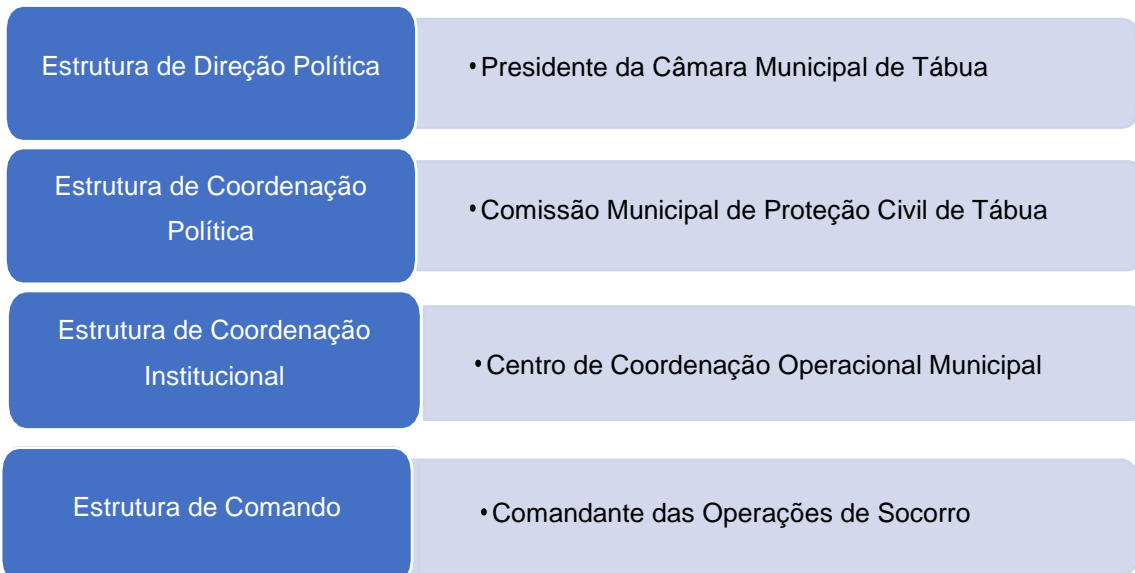 Estrutura de Direção Política
•Presidente da Câmara Municipal de Tábua
Estrutura de Coordenação
Política
•Comissão Municipal de Proteção Civil de Tábua
Estrutura de Coordenação
Institucional
•Centro de Coordenação Operacional Municipal
Estrutura de Comando
•Comandante das Operações de Socorro